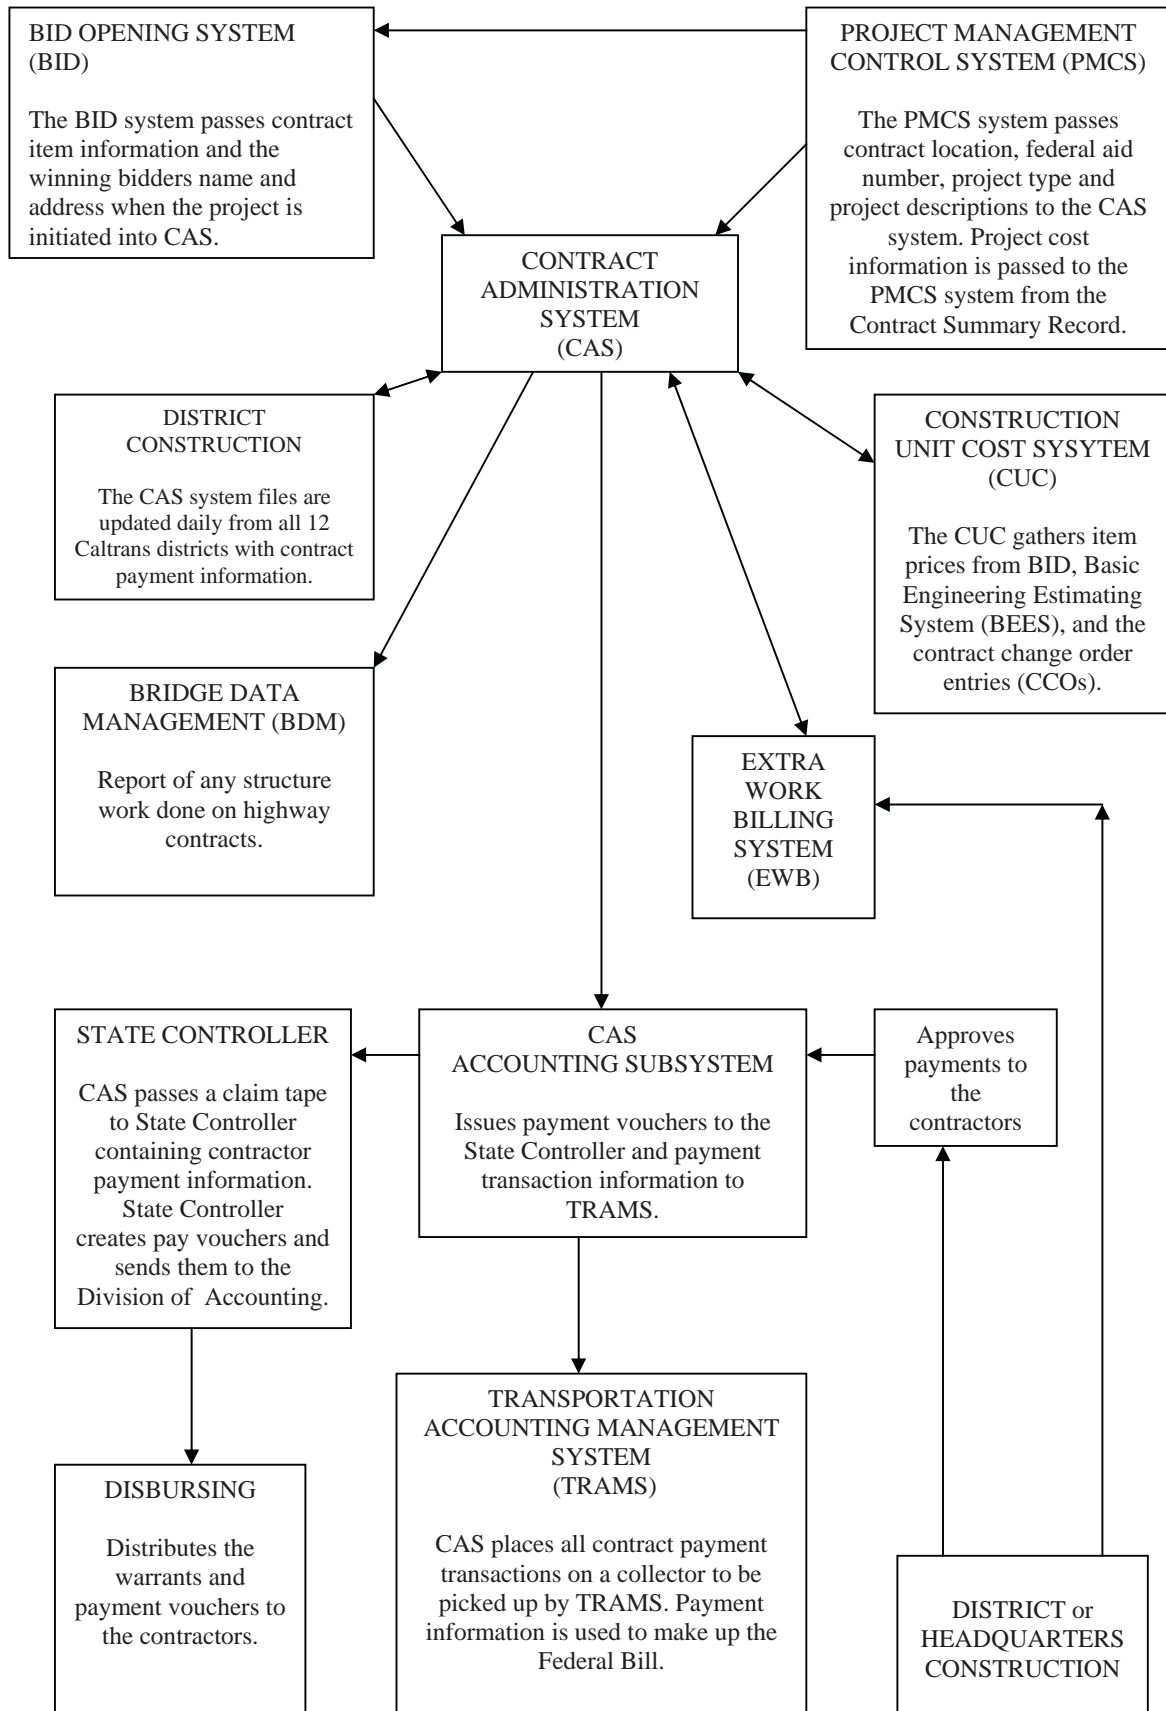 BID OPENING SYSTEM
(BID)
The BID system passes contract
item information and the
winning bidders name and
address when the project is
initiated into CAS.
PROJECT MANAGEMENT
CONTROL SYSTEM (PMCS)
The PMCS system passes
contract location, federal aid
number, project type and
project descriptions to the CAS
system. Project cost
information is passed to the
PMCS system from the
Contract Summary Record.
CONTRACT
ADMINISTRATION
SYSTEM
(CAS)
DISTRICT
CONSTRUCTION
The CAS system files are
updated daily from all 12
Caltrans districts with contract
payment information.
CONSTRUCTION
UNIT COST SYSYTEM
(CUC)
The CUC gathers item
prices from BID, Basic
Engineering Estimating
System (BEES), and the
contract change order
entries (CCOs).
BRIDGE DATA
MANAGEMENT (BDM)
Report of any structure
work done on highway
contracts.
EXTRA
WORK
BILLING
SYSTEM
(EWB)
STATE CONTROLLER
CAS passes a claim tape
to State Controller
containing contractor
payment information.
State Controller
creates pay vouchers and
sends them to the
Division of Accounting.
CAS
ACCOUNTING SUBSYSTEM
Issues payment vouchers to the
State Controller and payment
transaction information to
TRAMS.
Approves
payments to
the
contractors
DISBURSING
Distributes the
warrants and
payment vouchers to
the contractors.
TRANSPORTATION
ACCOUNTING MANAGEMENT
SYSTEM
(TRAMS)
CAS places all contract payment
transactions on a collector to be
picked up by TRAMS. Payment
information is used to make up the
Federal Bill.
DISTRICT or
HEADQUARTERS
CONSTRUCTION